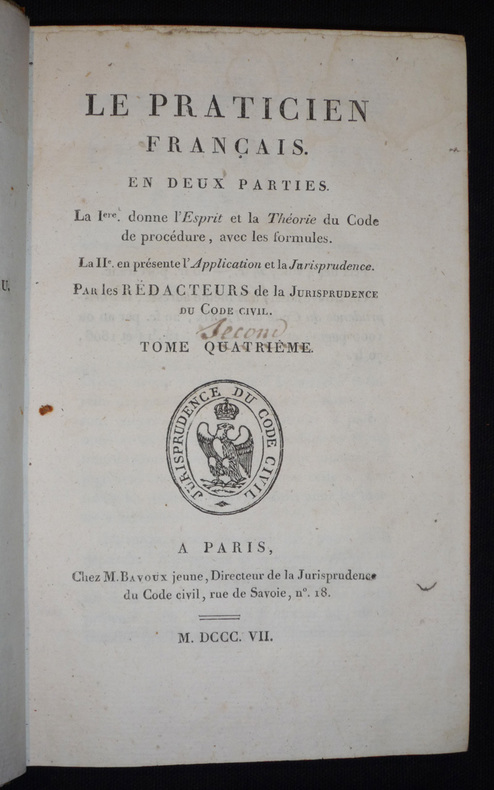 LE PRATICIEN
FRANÇAIS.
EN DEUX PARTIES.
La Iere. donne l'Esprit et la Théorie du Code
de procédure, avec les formules.
La IIe. en présente l'Application et la Jurisprudence.
PAR les RÉDACTEURS de la JURISPRUDENCE
DU CODE CIVIL.
Second
TOME QUATRIÈME.
JURISPRUDENCE DU CODE CIVIL
A PARIS,
Chez M. BAVOUX jeune, Directeur de la Jurisprudence
du Code civil, rue de Savoie, n°. 18.
M. DCCC. VII.
U.